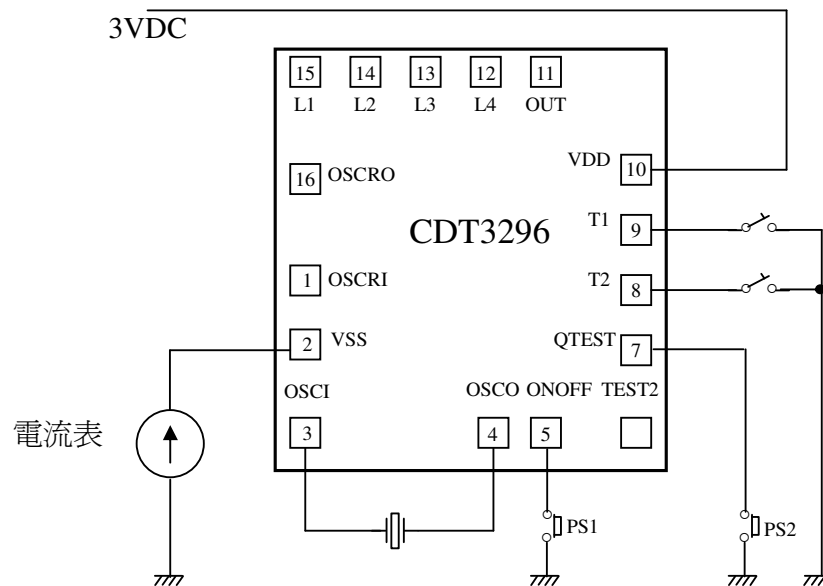 3VDC
15 14 13 12 11
L1 L2 L3 L4 OUT
VDD
10
16 OSCRO
T1
9
CDT3296
1 OSCRI
T2
8
2 VSS
QTEST
7
OSCI OSCO ONOFF TEST2
3 4 5
電流表
PS1 PS2